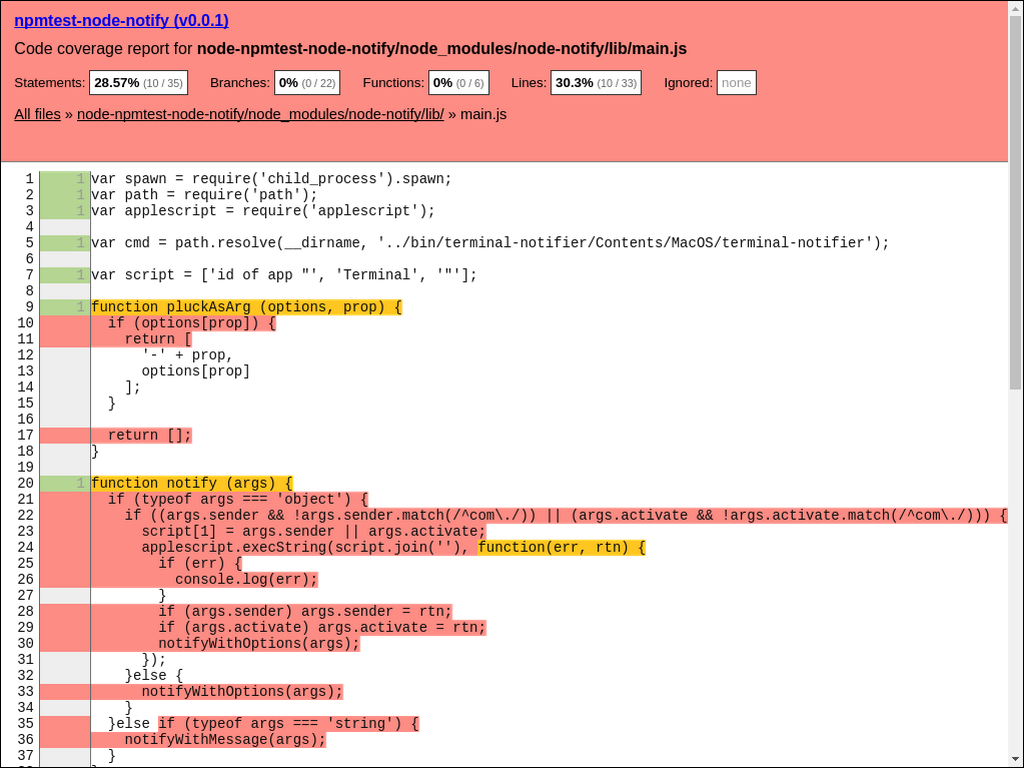 npmtest-node-notify (v0.0.1)
Code coverage report for node-npmtest-node-notify/node_modules/node-notify/lib/main.js
Statements: 28.57% (10 / 35) Branches: 0% (0 / 22) Functions: 0% (0 / 6) Lines: 30.3% (10 / 33) Ignored: none
All files » node-npmtest-node-notify/node_modules/node-notify/lib/ » main.js
1 1 var spawn = require('child_process').spawn;
2 1 var path = require('path');
3 1 var applescript = require('applescript');
4
5 1 var cmd = path.resolve(__dirname, '../bin/terminal-notifier/Contents/MacOS/terminal-notifier');
6
7 1 var script = ['id of app "', 'Terminal', '"'];
8
9 1 function pluckAsArg (options, prop) {
10   if (options[prop]) {
11     return [
12       '-' + prop,
13       options[prop]
14     ];
15   }
16
17   return [];
18 }
19
20 1 function notify (args) {
21   if (typeof args === 'object') {
22     if ((args.sender && !args.sender.match(/^com\./)) || (args.activate && !args.activate.match(/^com\./))) {
23       script[1] = args.sender || args.activate;
24       applescript.execString(script.join(''), function(err, rtn) {
25         if (err) {
26           console.log(err);
27         }
28         if (args.sender) args.sender = rtn;
29         if (args.activate) args.activate = rtn;
30         notifyWithOptions(args);
31       });
32     }else {
33       notifyWithOptions(args);
34     }
35   }else if (typeof args === 'string') {
36     notifyWithMessage(args);
37   }